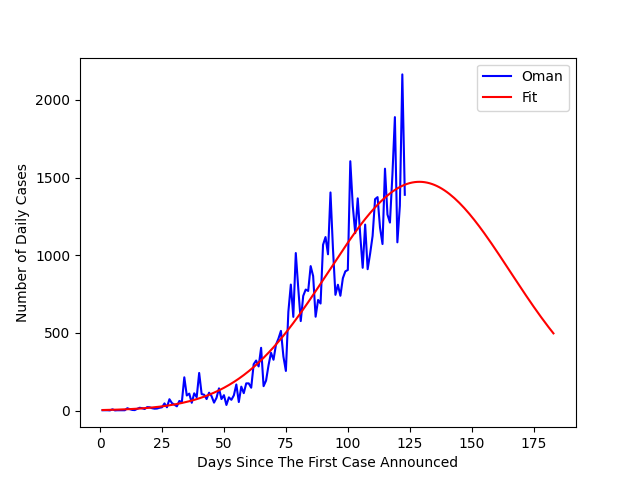 Oman
Fit
Number of Daily Cases
2000
1500
1000
500
0
0 25 50 75 100 125 150 175
Days Since The First Case Announced